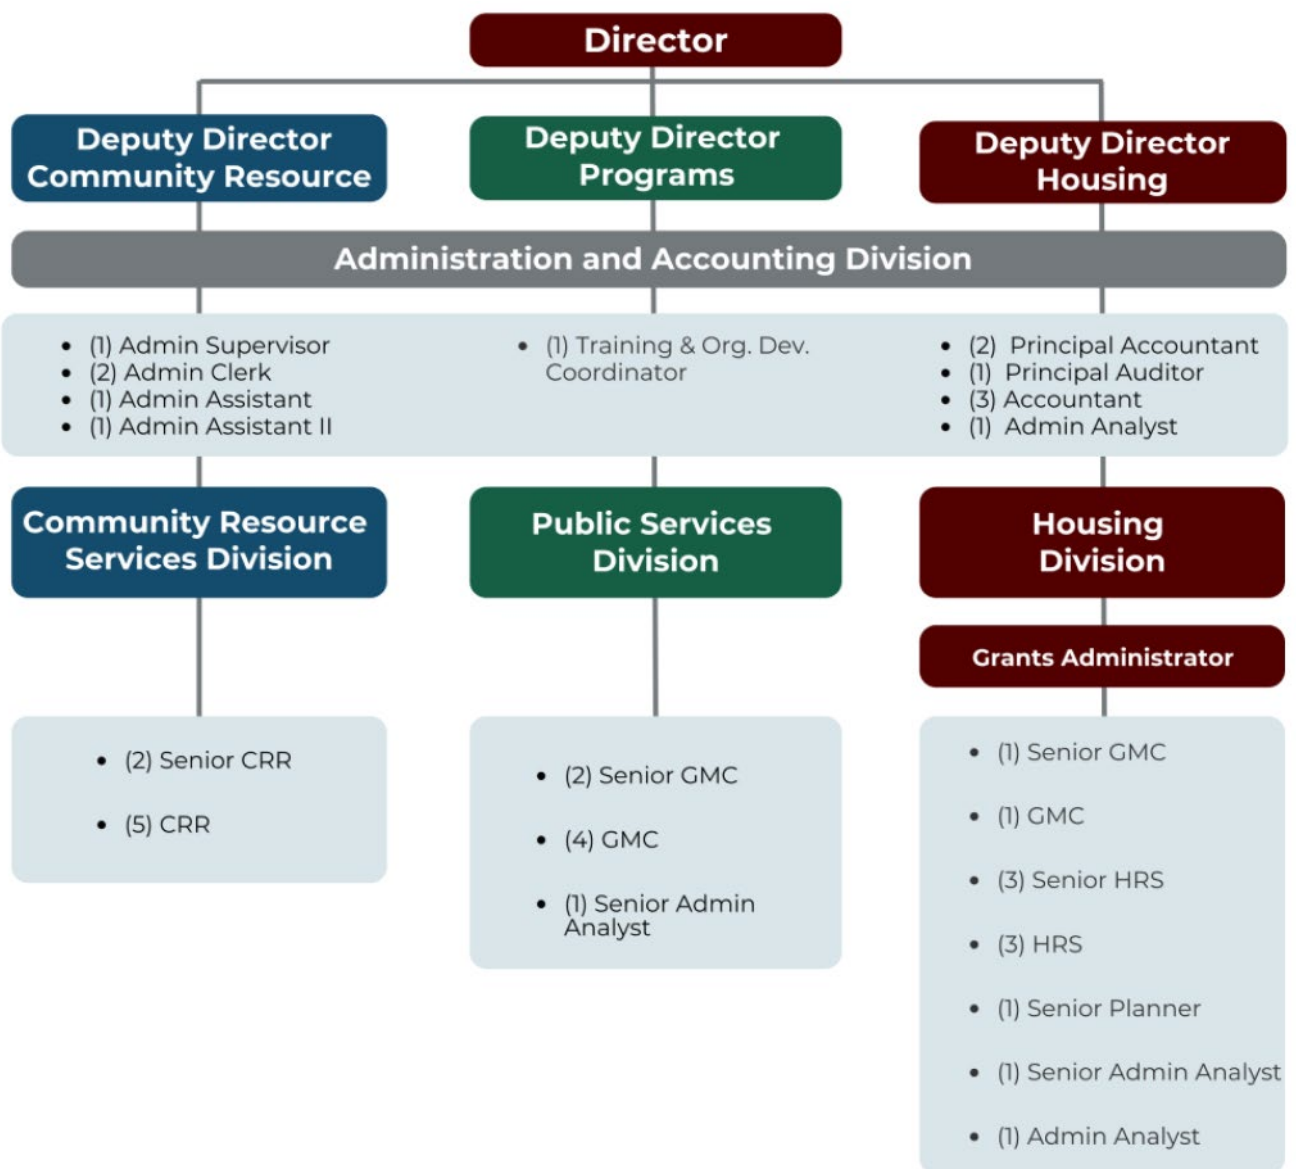 Director
Deputy Director
Community Resource
Deputy Director
Programs
Deputy Director
Housing
Administration and Accounting Division
• (1) Admin Supervisor
• (2) Admin Clerk
• (1) Admin Assistant
• (1) Admin Assistant II
• (1) Training & Org. Dev.
Coordinator
• (2) Principal Accountant
• (1) Principal Auditor
• (3) Accountant
• (1) Admin Analyst
Community Resource
Services Division
Public Services
Division
Housing
Division
Grants Administrator
• (2) Senior CRR
• (5) CRR
• (2) Senior GMC
• (4) GMC
• (1) Senior Admin
Analyst
• (1) Senior GMC
• (1) GMC
• (3) Senior HRS
• (3) HRS
• (1) Senior Planner
• (1) Senior Admin Analyst
• (1) Admin Analyst